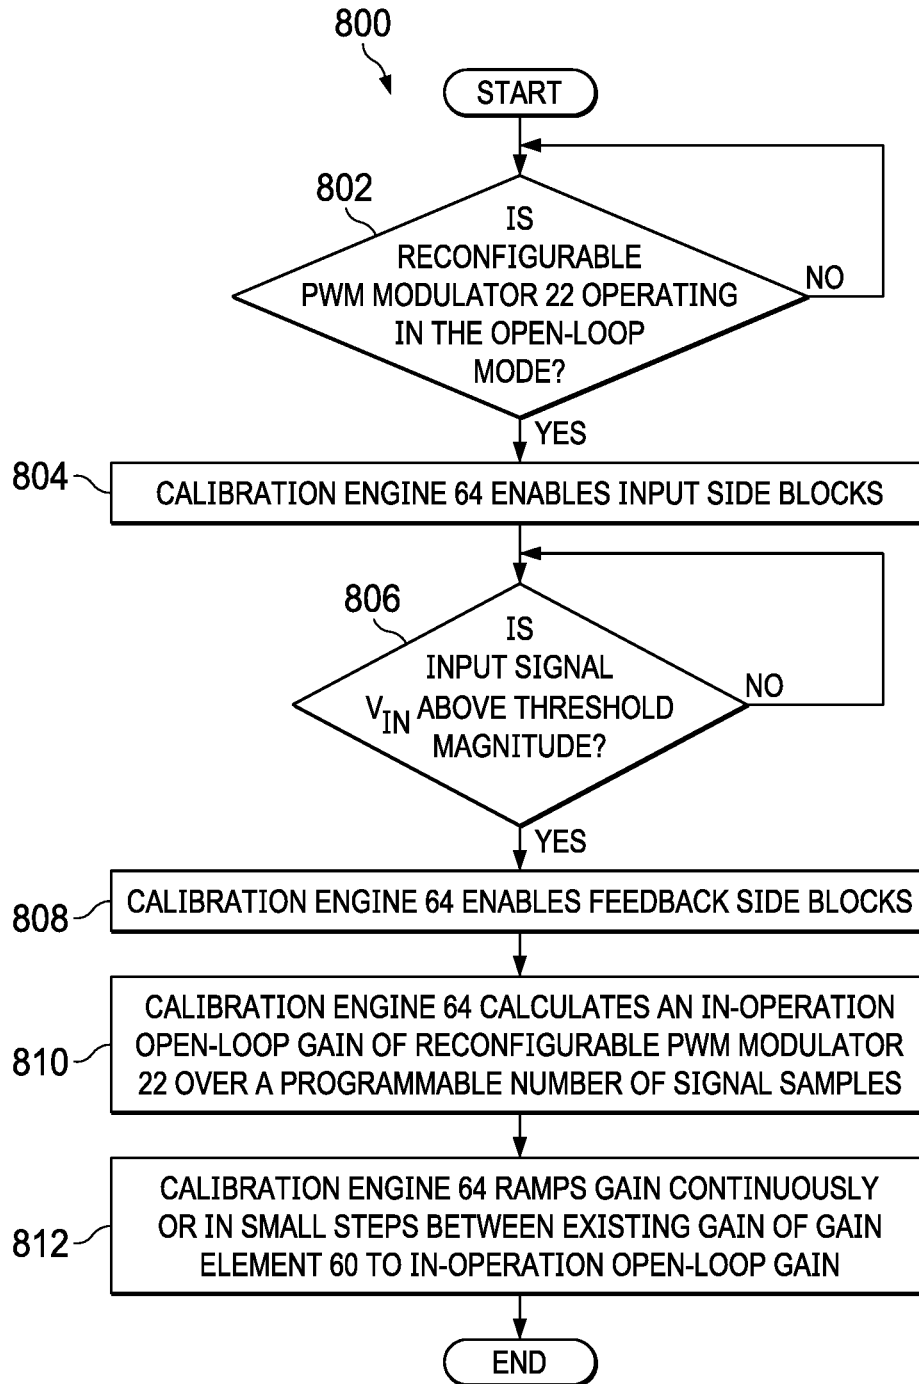 800
START
802
IS
RECONFIGURABLE
PWM MODULATOR 22 OPERATING
IN THE OPEN-LOOP
MODE?
NO
YES
804
CALIBRATION ENGINE 64 ENABLES INPUT SIDE BLOCKS
806
IS
INPUT SIGNAL
VIN ABOVE THRESHOLD
MAGNITUDE?
NO
YES
808
CALIBRATION ENGINE 64 ENABLES FEEDBACK SIDE BLOCKS
810
CALIBRATION ENGINE 64 CALCULATES AN IN-OPERATION
OPEN-LOOP GAIN OF RECONFIGURABLE PWM MODULATOR
22 OVER A PROGRAMMABLE NUMBER OF SIGNAL SAMPLES
812
CALIBRATION ENGINE 64 RAMPS GAIN CONTINUOUSLY
OR IN SMALL STEPS BETWEEN EXISTING GAIN OF GAIN
ELEMENT 60 TO IN-OPERATION OPEN-LOOP GAIN
END